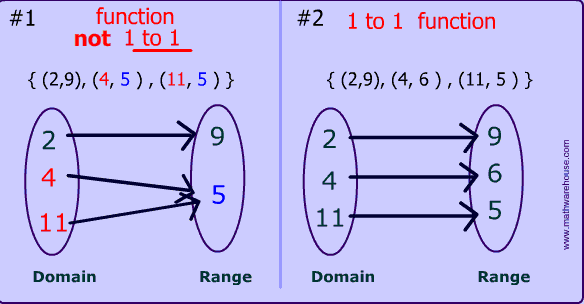 #1 function
not 1 to 1
{ (2,9), (4, 5 ) , (11, 5 ) }
2
4
11
9
5
Domain
Range
#2 1 to 1 function
{ (2,9), (4, 6 ) , (11, 5 ) }
2
4
11
9
6
5
Domain
Range
www.mathwarehouse.com